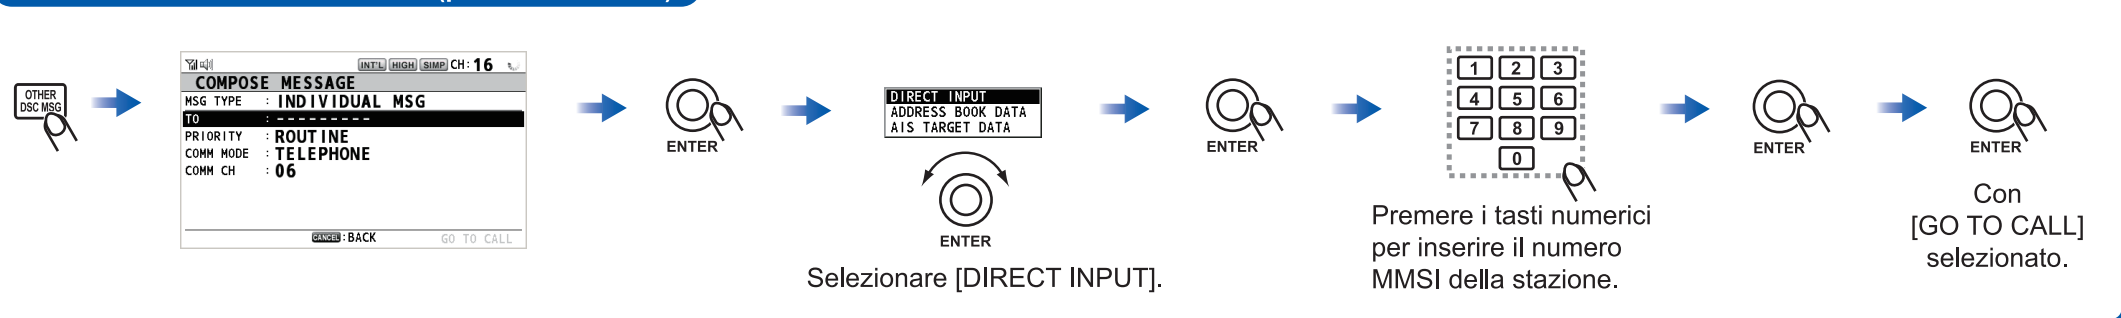 OTHER
DSC MSG
INT'L HIGH SIMP CH: 16
COMPOSE MESSAGE
MSG TYPE : INDIVIDUAL MSG
TO : ---------
PRIORITY : ROUTINE
COMM MODE : TELEPHONE
COMM CH : 06
CANCEL : BACK GO TO CALL
ENTER
DIRECT INPUT
ADDRESS BOOK DATA
AIS TARGET DATA
ENTER
Selezionare [DIRECT INPUT].
ENTER
1 2 3
4 5 6
7 8 9
0
Premere i tasti numerici
per inserire il numero
MMSI della stazione.
ENTER
ENTER
Con
[GO TO CALL]
selezionato.